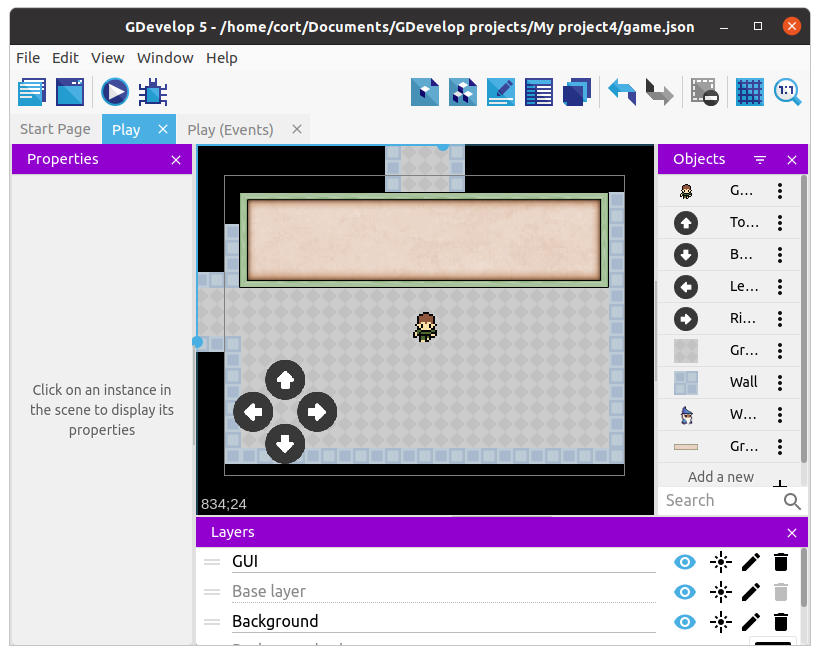 GDevelop 5 - /home/cort/Documents/GDevelop projects/My project4/game.json
File Edit View Window Help
1:1
Start Page Play Play (Events)
Properties
Objects
G...
To...
B...
Le...
Ri...
Gr...
Wall
W...
Gr...
Click on an instance in
the scene to display its
properties
Add a new
Search
834;24
Layers
GUI
Base layer
Background